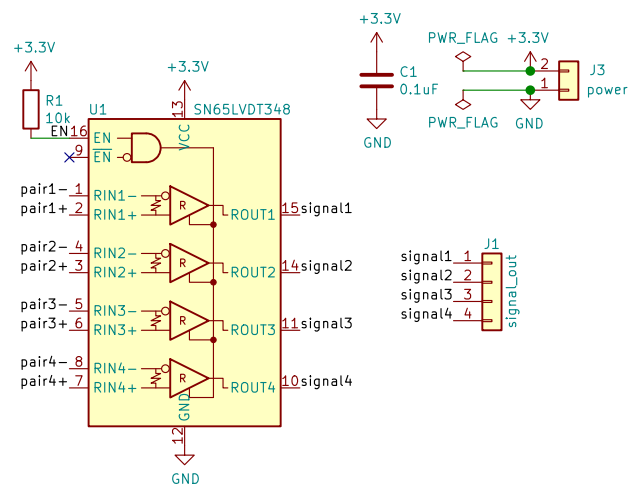 +3.3V
R1
10k
+3.3V
U1
SN65LVDT348
13
VCC
EN 16 EN
9 EN
pair1- 1 RIN1-
pair1+ 2 RIN1+
R
ROUT1 15 signal1
pair2- 4 RIN2-
pair2+ 3 RIN2+
R
ROUT2 14 signal2
pair3- 5 RIN3-
pair3+ 6 RIN3+
R
ROUT3 11 signal3
pair4- 8 RIN4-
pair4+ 7 RIN4+
R
ROUT4 10 signal4
GND
12
GND
+3.3V
C1
0.1uF
GND
PWR_FLAG
+3.3V
2
1
J3
power
PWR_FLAG
GND
J1
signal1 1
signal2 2
signal3 3
signal4 4
signal_out